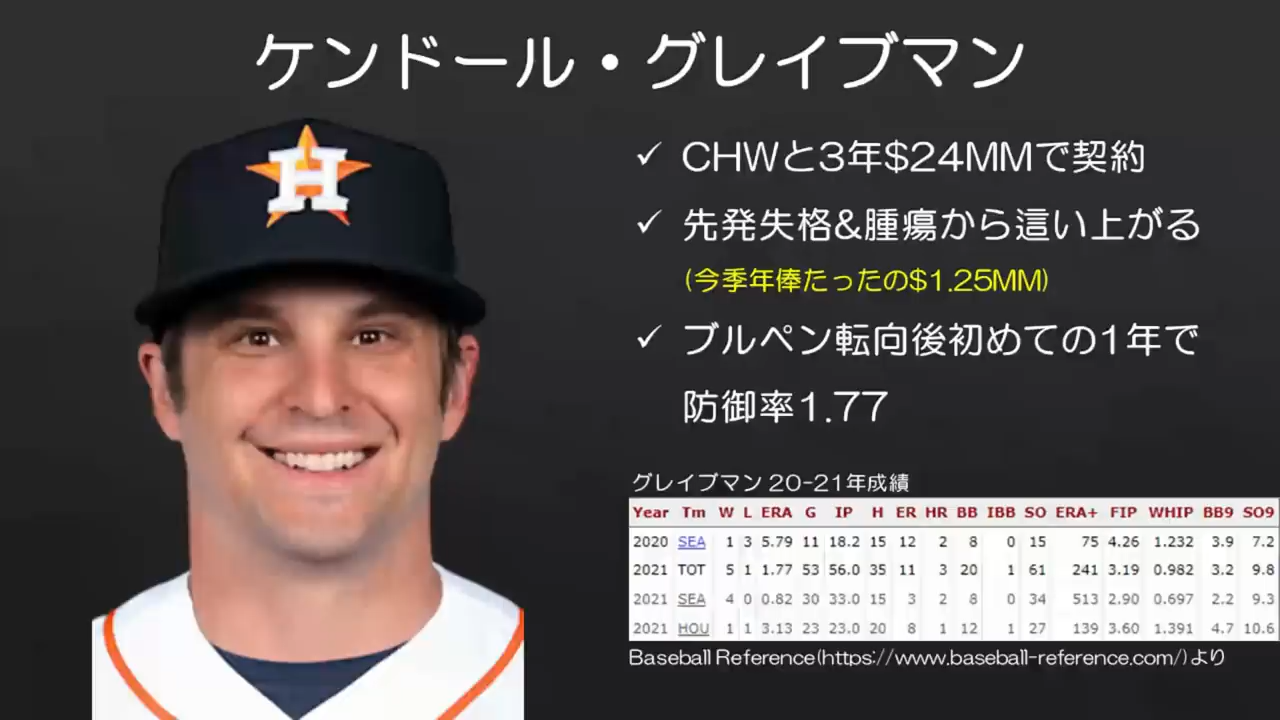 ケンドール・グレイブマン
H
✓ CHWと3年$24MMで契約
✓ 先発失格&腫瘍から這い上がる
(今季年俸たったの$1.25MM)
✓ ブルペン転向後初めての1年で
防御率1.77
グレイブマン 20-21年成績
Year Tm W L ERA G IP H ER HR BB IBB SO ERA+ FIP WHIP BB9 SO9
2020 SEA 1 3 5.79 11 18.2 15 12 2 8 0 15 75 4.26 1.232 3.9 7.2
2021 TOT 5 1 1.77 53 56.0 35 11 3 20 1 61 241 3.19 0.982 3.2 9.8
2021 SEA 4 0 0.82 30 33.0 15 3 2 8 0 34 513 2.90 0.697 2.2 9.3
2021 HOU 1 1 3.13 23 23.0 20 8 1 12 1 27 139 3.60 1.391 4.7 10.6
Baseball Reference(https://www.baseball-reference.com/)より